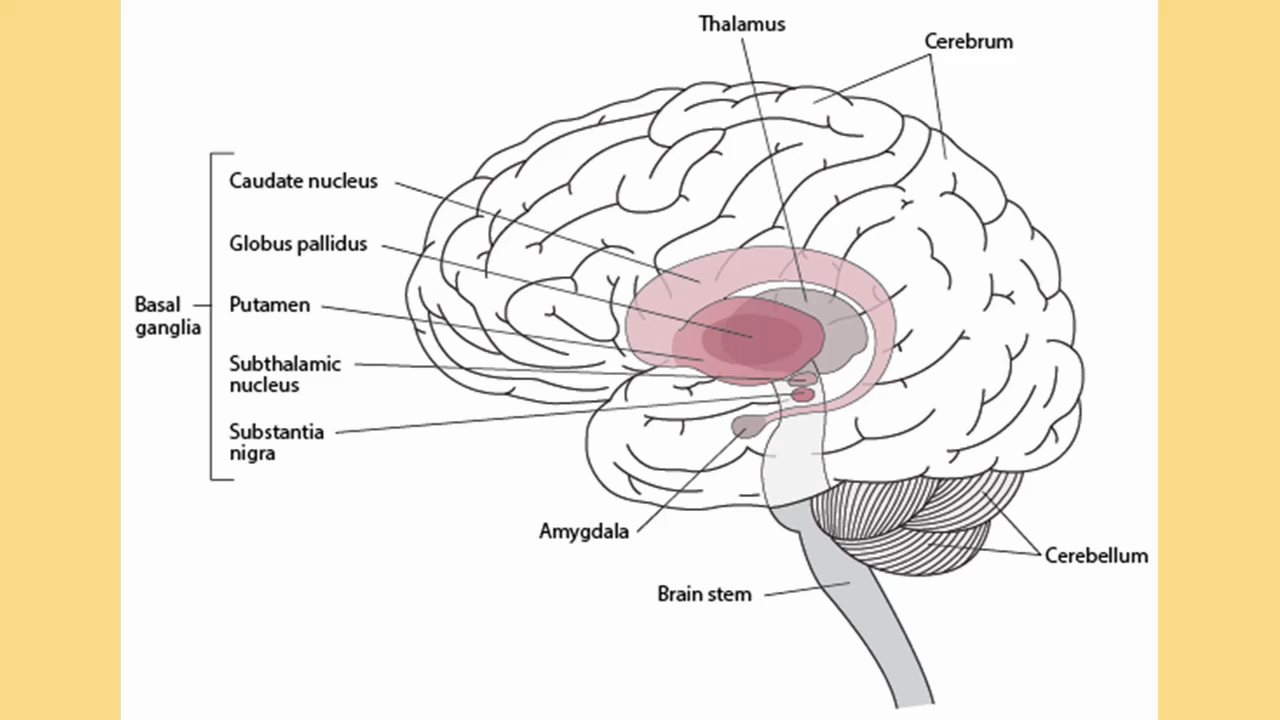 Thalamus
Cerebrum
Caudate nucleus
Globus pallidus
Basal
ganglia
Putamen
Subthalamic
nucleus
Substantia
nigra
Amygdala
Cerebellum
Brain stem